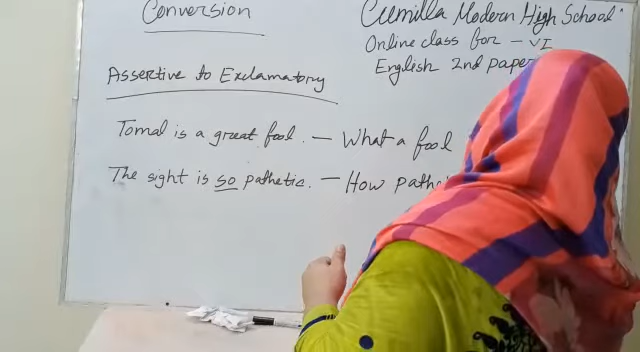 Conversion
Cumilla Modern High School
Online class for - VI
English 2nd paper
Assertive to Exclamatory
Tomal is a great fool. — What a fool
The sight is so pathetic. — How